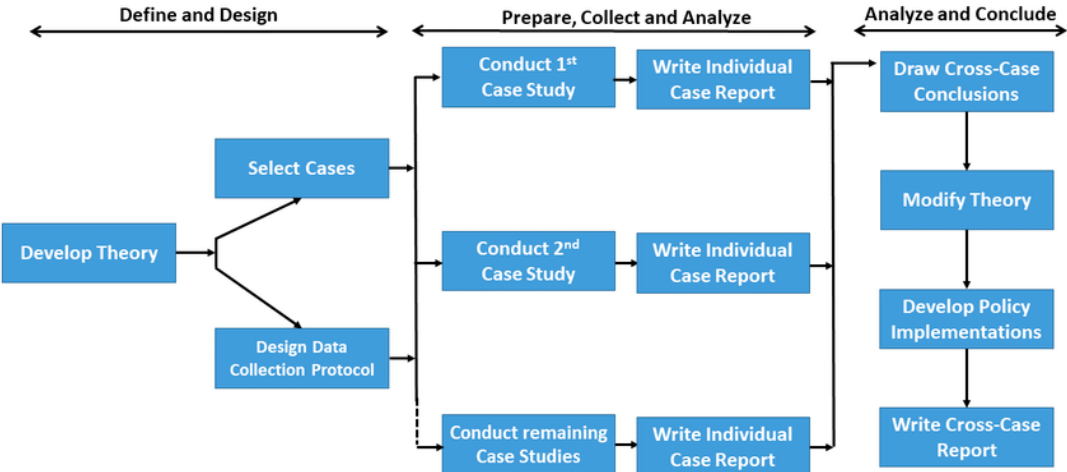 Define and Design
Prepare, Collect and Analyze
Analyze and Conclude
Develop Theory
Select Cases
Design Data
Collection Protocol
Conduct 1st
Case Study
Write Individual
Case Report
Conduct 2nd
Case Study
Write Individual
Case Report
Conduct remaining
Case Studies
Write Individual
Case Report
Draw Cross-Case
Conclusions
Modify Theory
Develop Policy
Implementations
Write Cross-Case
Report